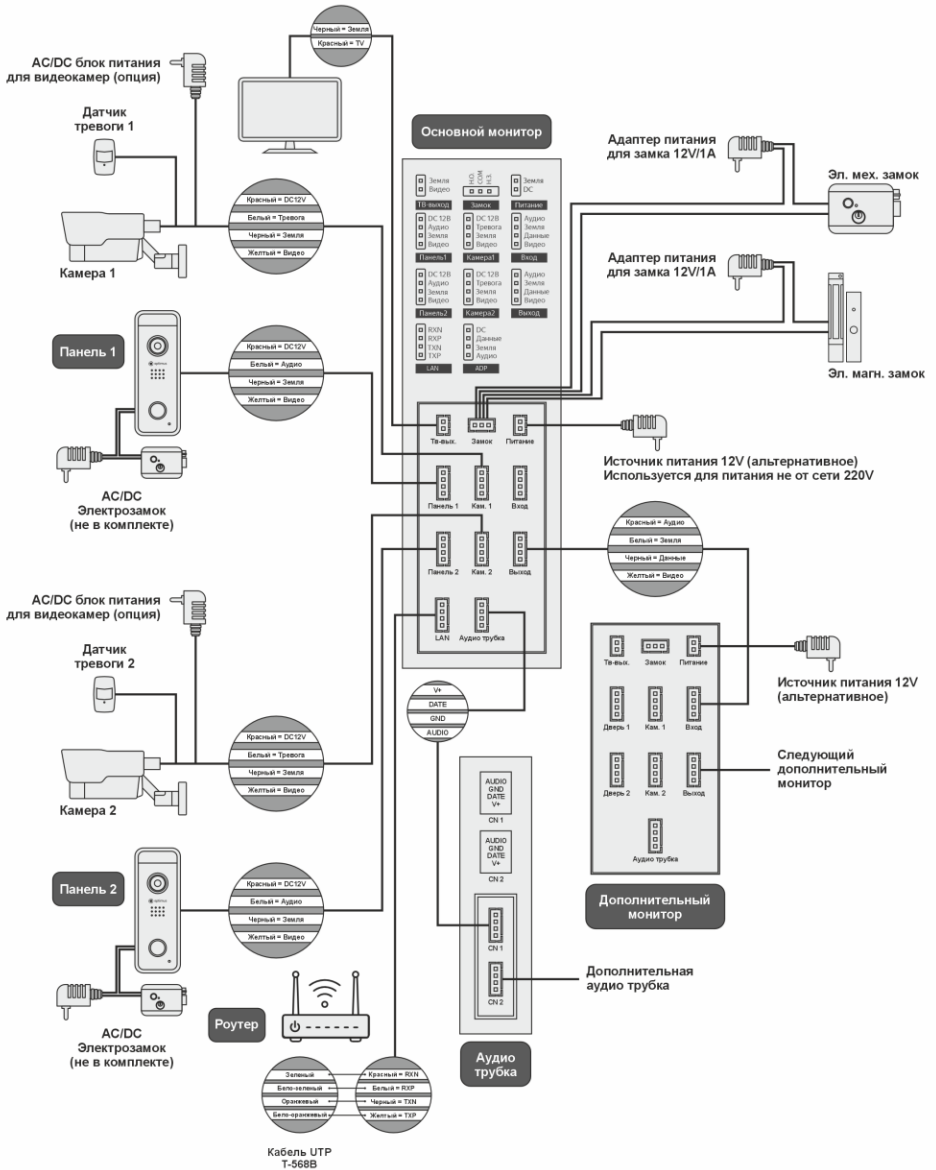 Черный = Земля
Красный = TV
AC/DC блок питания
для видеокамер (опция)
Датчик
тревоги 1
Камера 1
Красный = DC12V
Белый = Тревога
Черный = Земля
Желтый = Видео
Панель 1
Красный = DC12V
Белый = Аудио
Черный = Земля
Желтый = Видео
AC/DC
Электрозамок
(не в комплекте)
Основной монитор
Земля
Видео
ТВ-выход
Н.О.
COM
Н.З.
Замок
Земля
DC
Питание
DC 12В
Аудио
Земля
Видео
Панель1
DC 12В
Тревога
Земля
Видео
Камера1
Аудио
Земля
Данные
Видео
Вход
DC 12В
Аудио
Земля
Видео
Панель2
DC 12В
Тревога
Земля
Видео
Камера2
Аудио
Земля
Данные
Видео
Выход
RXN
RXP
TXN
TXP
LAN
DC
Данные
Земля
Аудио
ADP
Тв-вых.
Замок
Питание
Панель 1
Кам. 1
Вход
Панель 2
Кам. 2
Выход
LAN
Аудио трубка
Адаптер питания
для замка 12V/1A
Эл. мех. замок
Адаптер питания
для замка 12V/1A
Эл. магн. замок
Источник питания 12V (альтернативное)
Используется для питания не от сети 220V
Красный = Аудио
Белый = Земля
Черный = Данные
Желтый = Видео
AC/DC блок питания
для видеокамер (опция)
Датчик
тревоги 2
Камера 2
Красный = DC12V
Белый = Тревога
Черный = Земля
Желтый = Видео
Панель 2
Красный = DC12V
Белый = Аудио
Черный = Земля
Желтый = Видео
AC/DC
Электрозамок
(не в комплекте)
V+
DATE
GND
AUDIO
AUDIO
GND
DATE
V+
CN 1
AUDIO
GND
DATE
V+
CN 2
CN 1
CN 2
Дополнительная
аудио трубка
Аудио
трубка
Тв-вых.
Замок
Питание
Дверь 1
Кам. 1
Вход
Дверь 2
Кам. 2
Выход
Аудио трубка
Источник питания 12V
(альтернативное)
Следующий
дополнительный
монитор
Дополнительный
монитор
Роутер
Зеленый
Бело-зеленый
Оранжевый
Бело-оранжевый
Красный = RXN
Белый = RXP
Черный = TXN
Желтый = TXP
Кабель UTP
T-568B